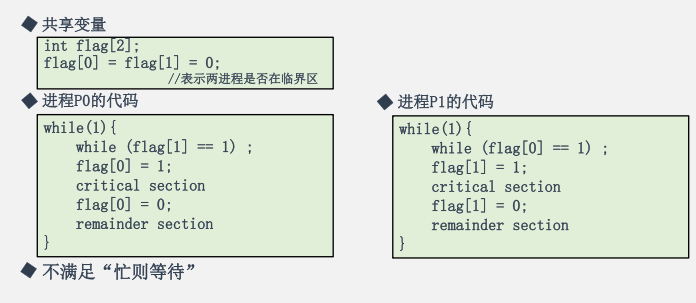 ◆ 共享变量
int flag[2];
flag[0] = flag[1] = 0;
//表示两进程是否在临界区
◆ 进程P0的代码
while(1){
while (flag[1] == 1) ;
flag[0] = 1;
critical section
flag[0] = 0;
remainder section
}
◆ 进程P1的代码
while(1){
while (flag[0] == 1) ;
flag[1] = 1;
critical section
flag[1] = 0;
remainder section
}
◆ 不满足“忙则等待”